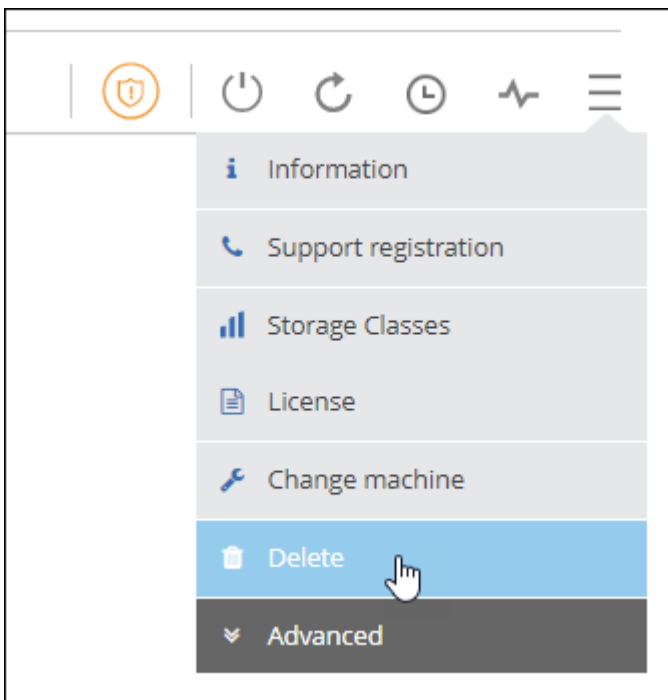 Information
Support registration
Storage Classes
License
Change machine
Delete
Advanced